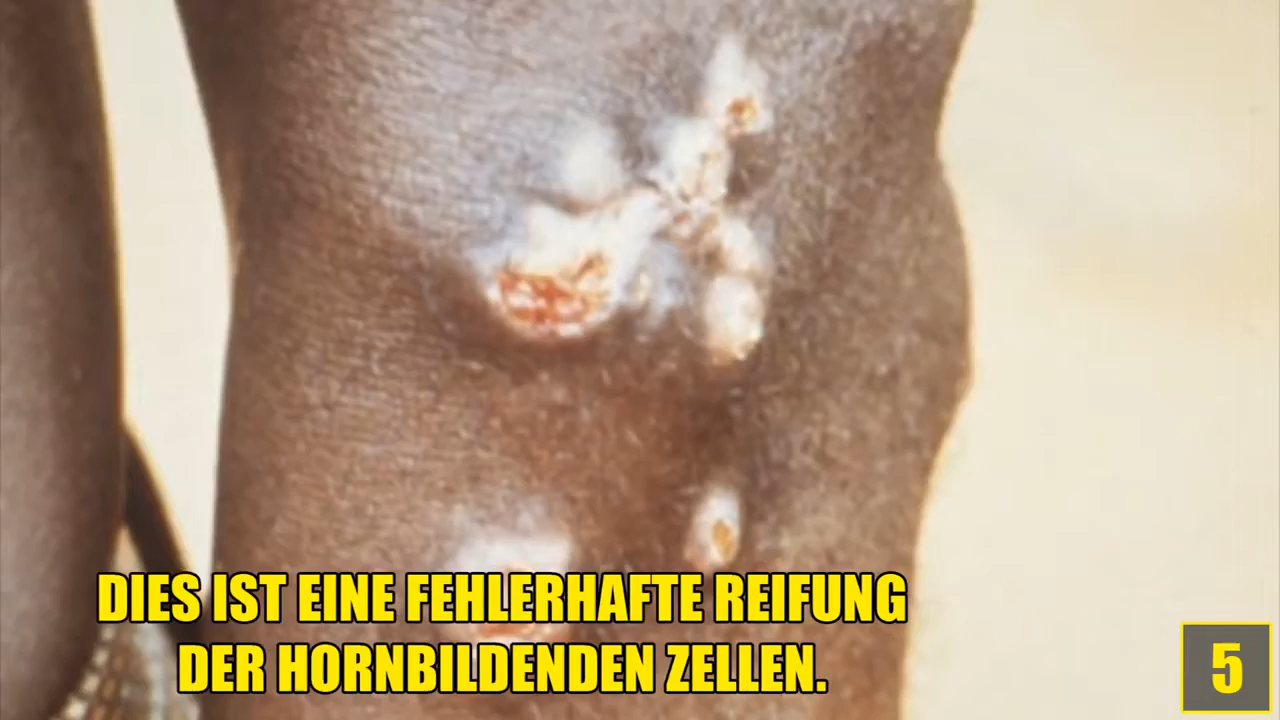 DIES IST EINE FEHLERHAFTE REIFUNG
DER HORNBILDENDEN ZELLEN.
5